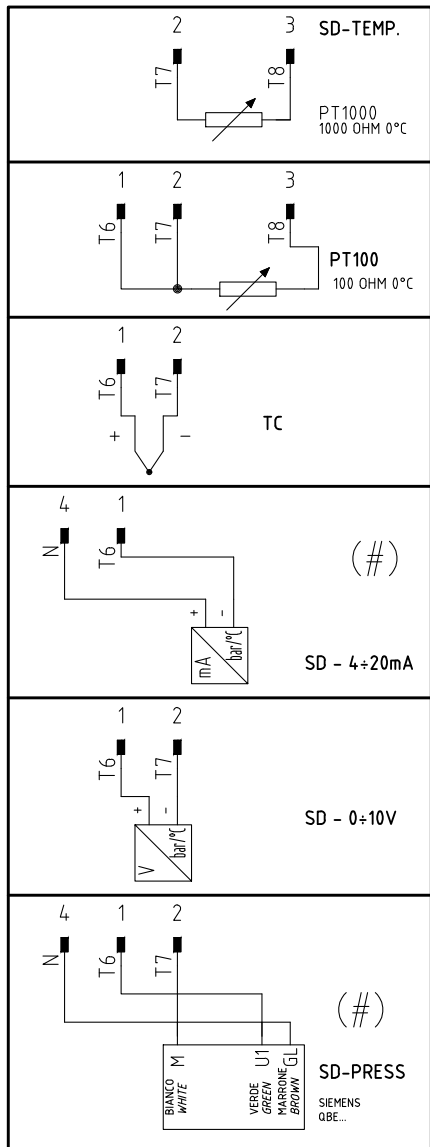 2 3 SD-TEMP.
T7 T8
PT1000
1000 OHM 0°C
1 2 3
T6 T7 T8
PT100
100 OHM 0°C
1 2
T6 T7
+ -
TC
4 1
N T6
(#)
+ -
mA bar/°C
SD - 4÷20mA
1 2
T6 T7
+ -
V bar/°C
SD - 0÷10V
4 1 2
N T6 T7
(#)
M U1 GL
BIANCO VERDE MARRONE
WHITE GREEN BROWN
SD-PRESS
SIEMENS
QBE...